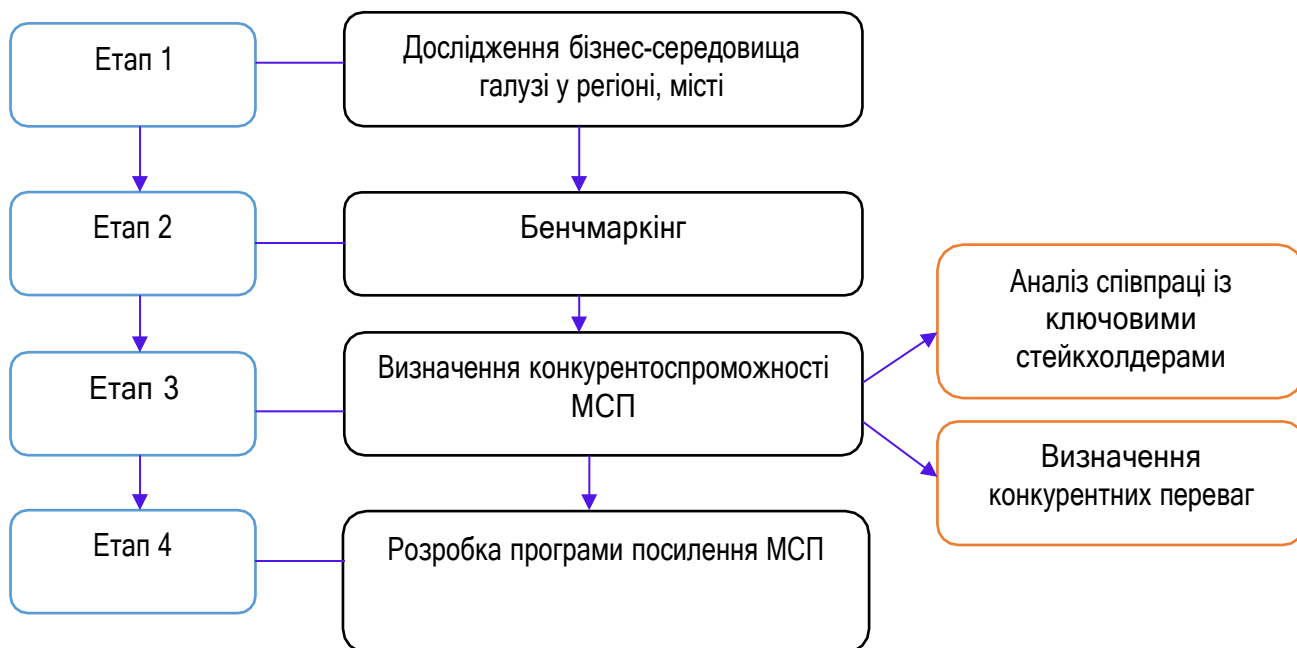 Етап 1
Дослідження бізнес-середовища
галузі у регіоні, місті
Етап 2
Бенчмаркінг
Аналіз співпраці із
ключовими
стейкхолдерами
Етап 3
Визначення конкурентоспроможності
МСП
Визначення
конкурентних переваг
Етап 4
Розробка програми посилення МСП